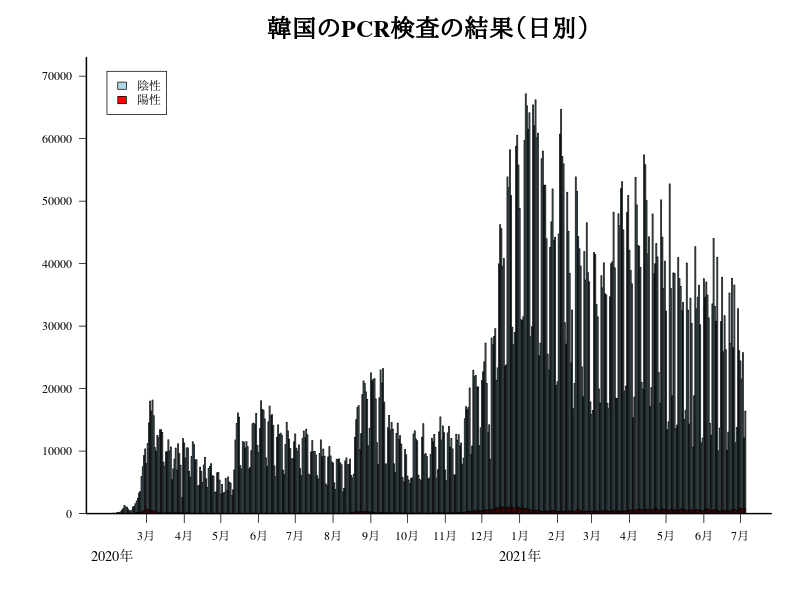 韓国のPCR検査の結果（日別）
70000
60000
50000
40000
30000
20000
10000
0
陰性
陽性
3月 4月 5月 6月 7月 8月 9月 10月 11月 12月 1月 2月 3月 4月 5月 6月 7月
2020年 2021年